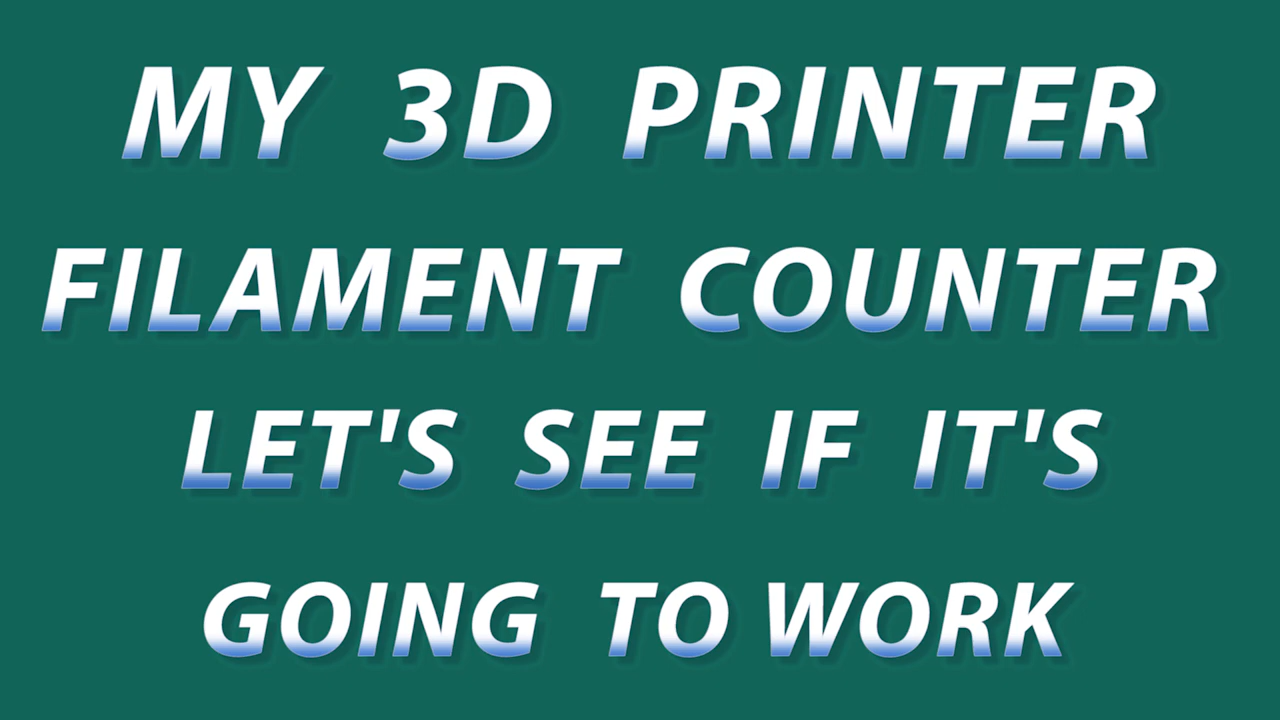 MY 3D PRINTER
FILAMENT COUNTER
LET'S SEE IF IT'S
GOING TO WORK